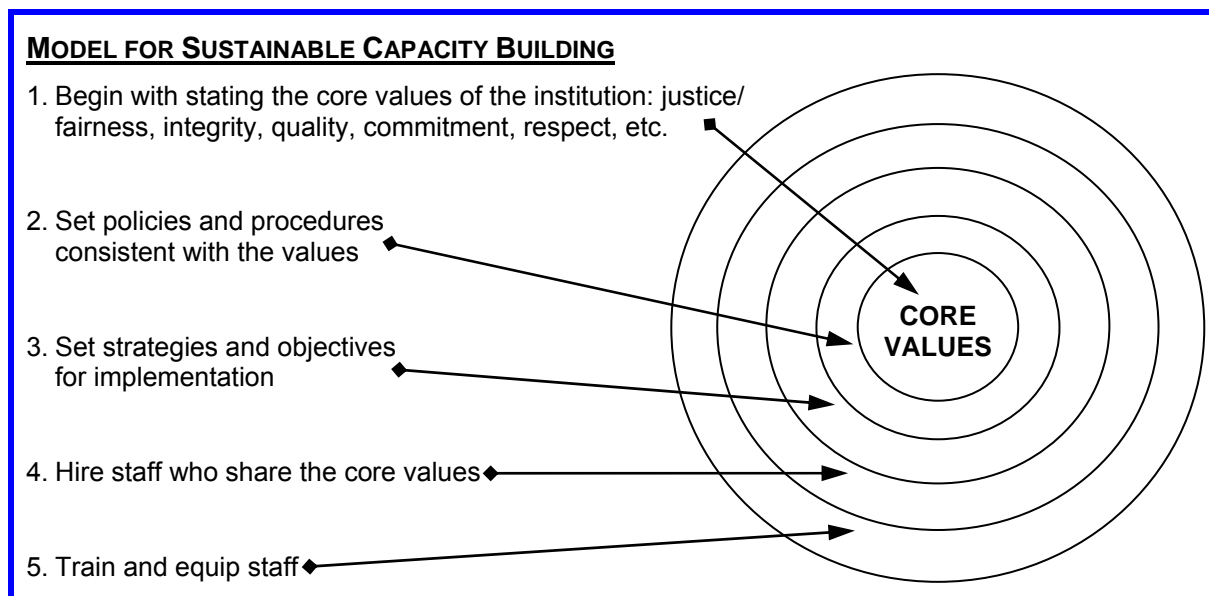 MODEL FOR SUSTAINABLE CAPACITY BUILDING
1. Begin with stating the core values of the institution: justice/
fairness, integrity, quality, commitment, respect, etc.
2. Set policies and procedures
consistent with the values
3. Set strategies and objectives
for implementation
4. Hire staff who share the core values
5. Train and equip staff
CORE
VALUES